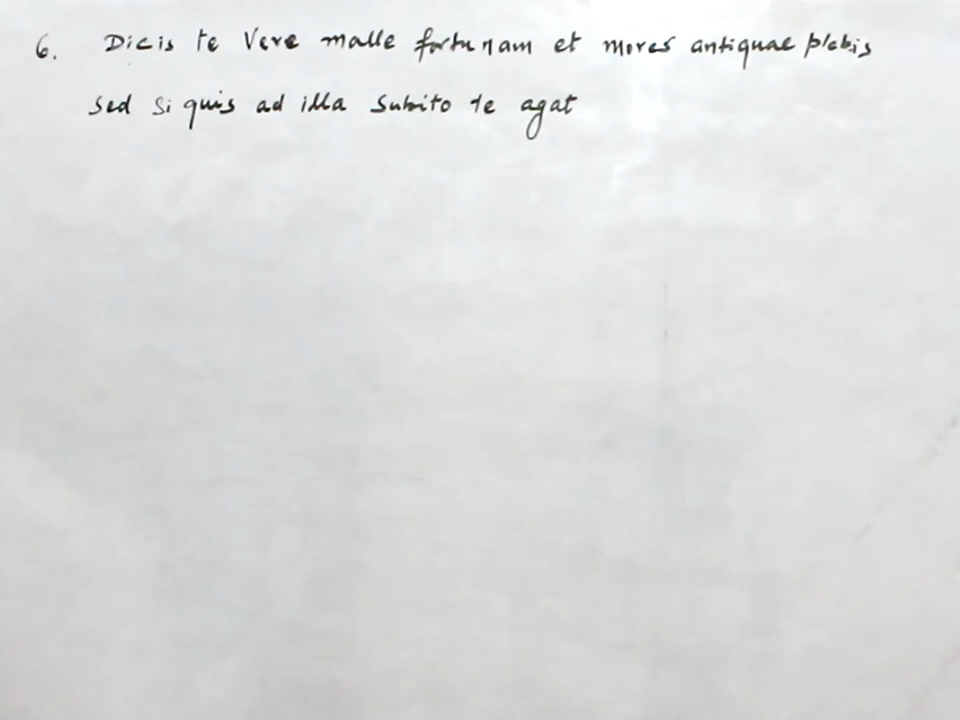 6. Dicis te vere malle fortunam et mores antiquae plebis
sed si quis ad illa subito te agat